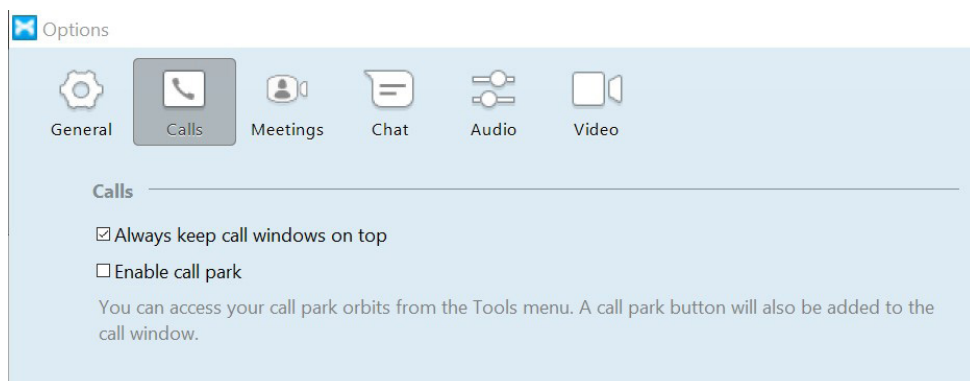 Options
General Calls Meetings Chat Audio Video
Calls
Always keep call windows on top
Enable call park
You can access your call park orbits from the Tools menu. A call park button will also be added to the
call window.